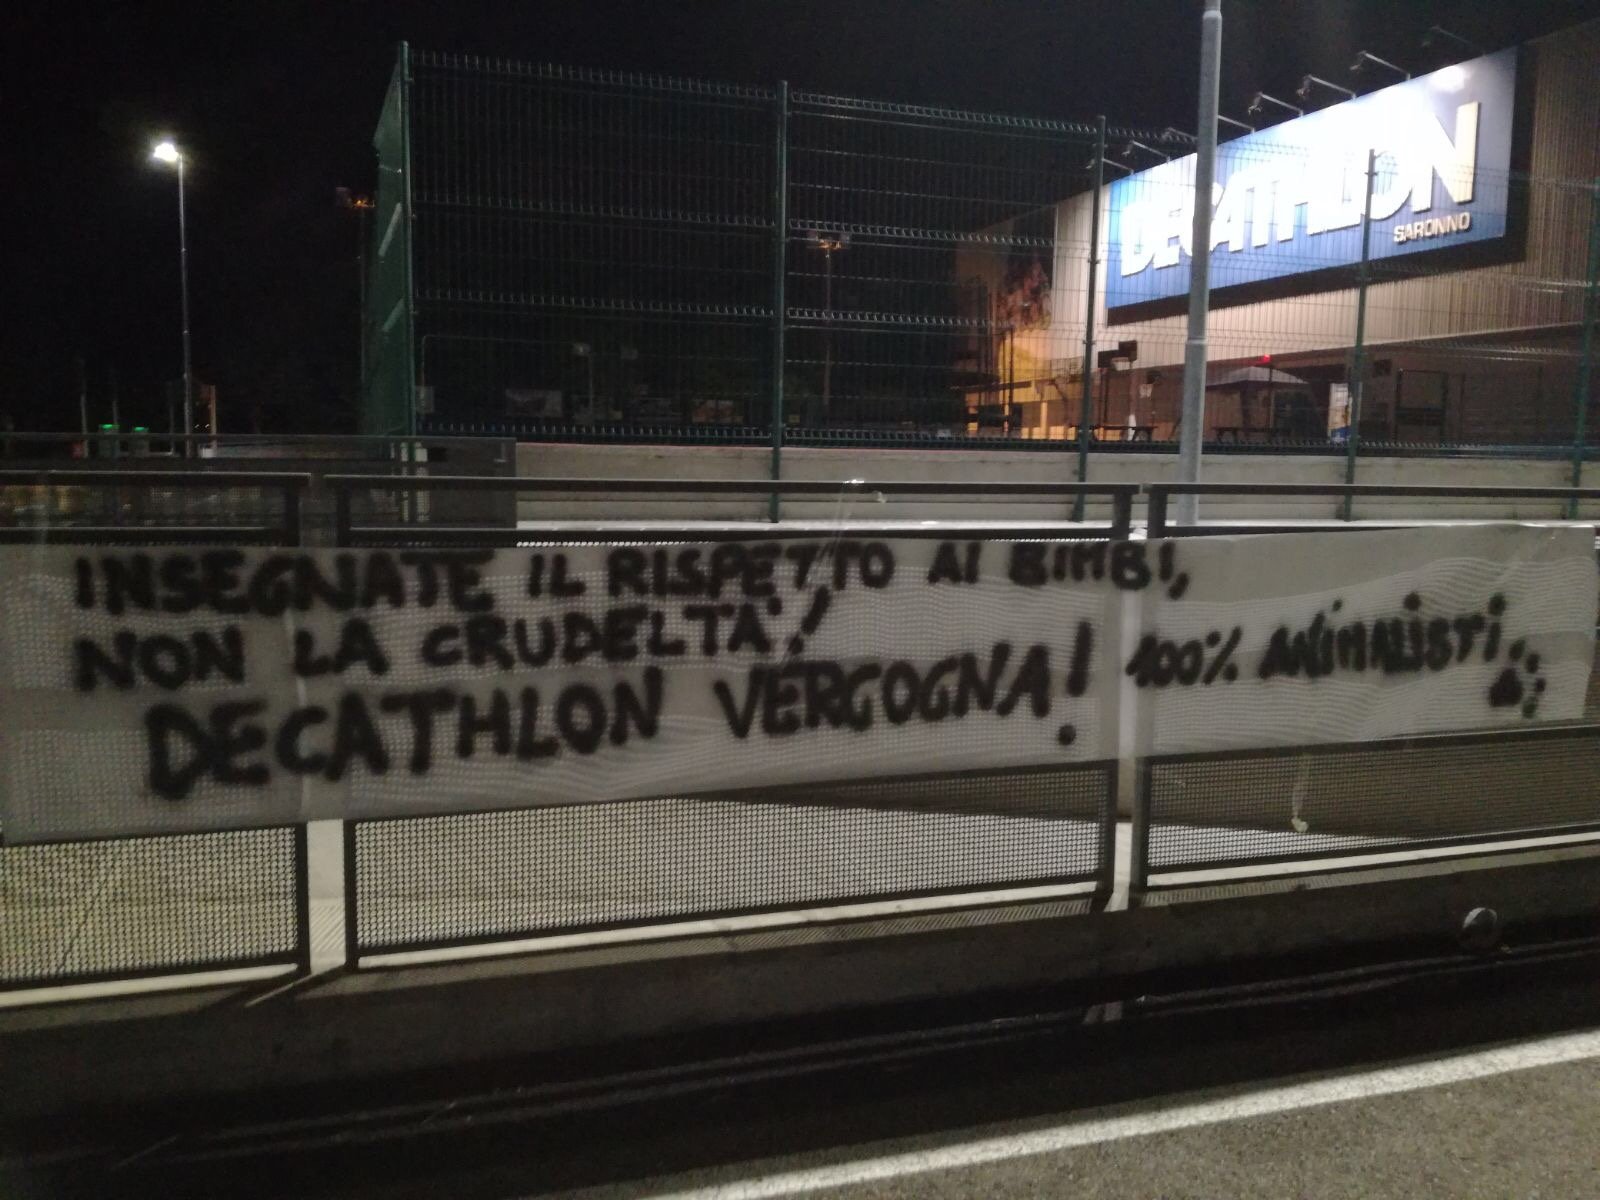 DECATHLON
SARONNO
INSEGNATE IL RISPETTO AI BIMBI,
NON LA CRUDELTA'!
DECATHLON VERGOGNA! 100% ANIMALISTI